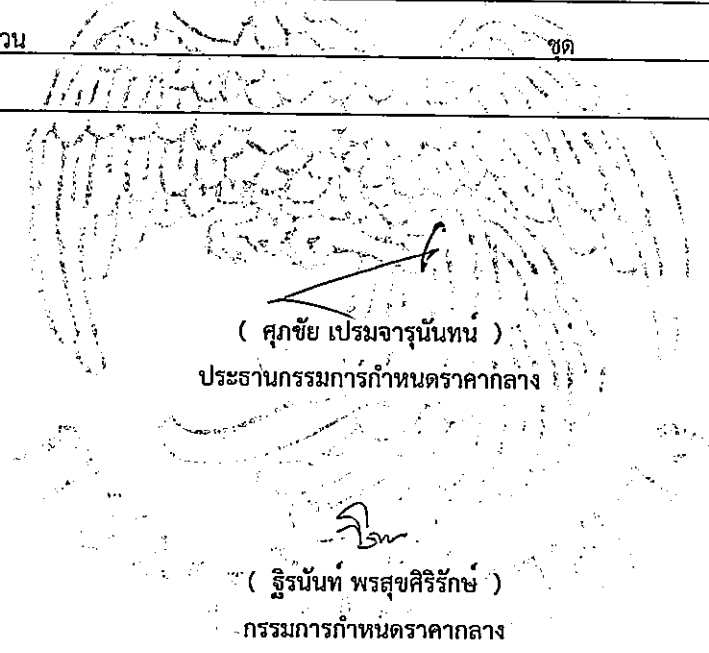 วน ชุด
( ศุภชัย เปรมจารุนันทน์ )
ประธานกรรมการกำหนดราคากลาง
( ฐิรนันท์ พรสุขศิริรักษ์ )
กรรมการกำหนดราคากลาง